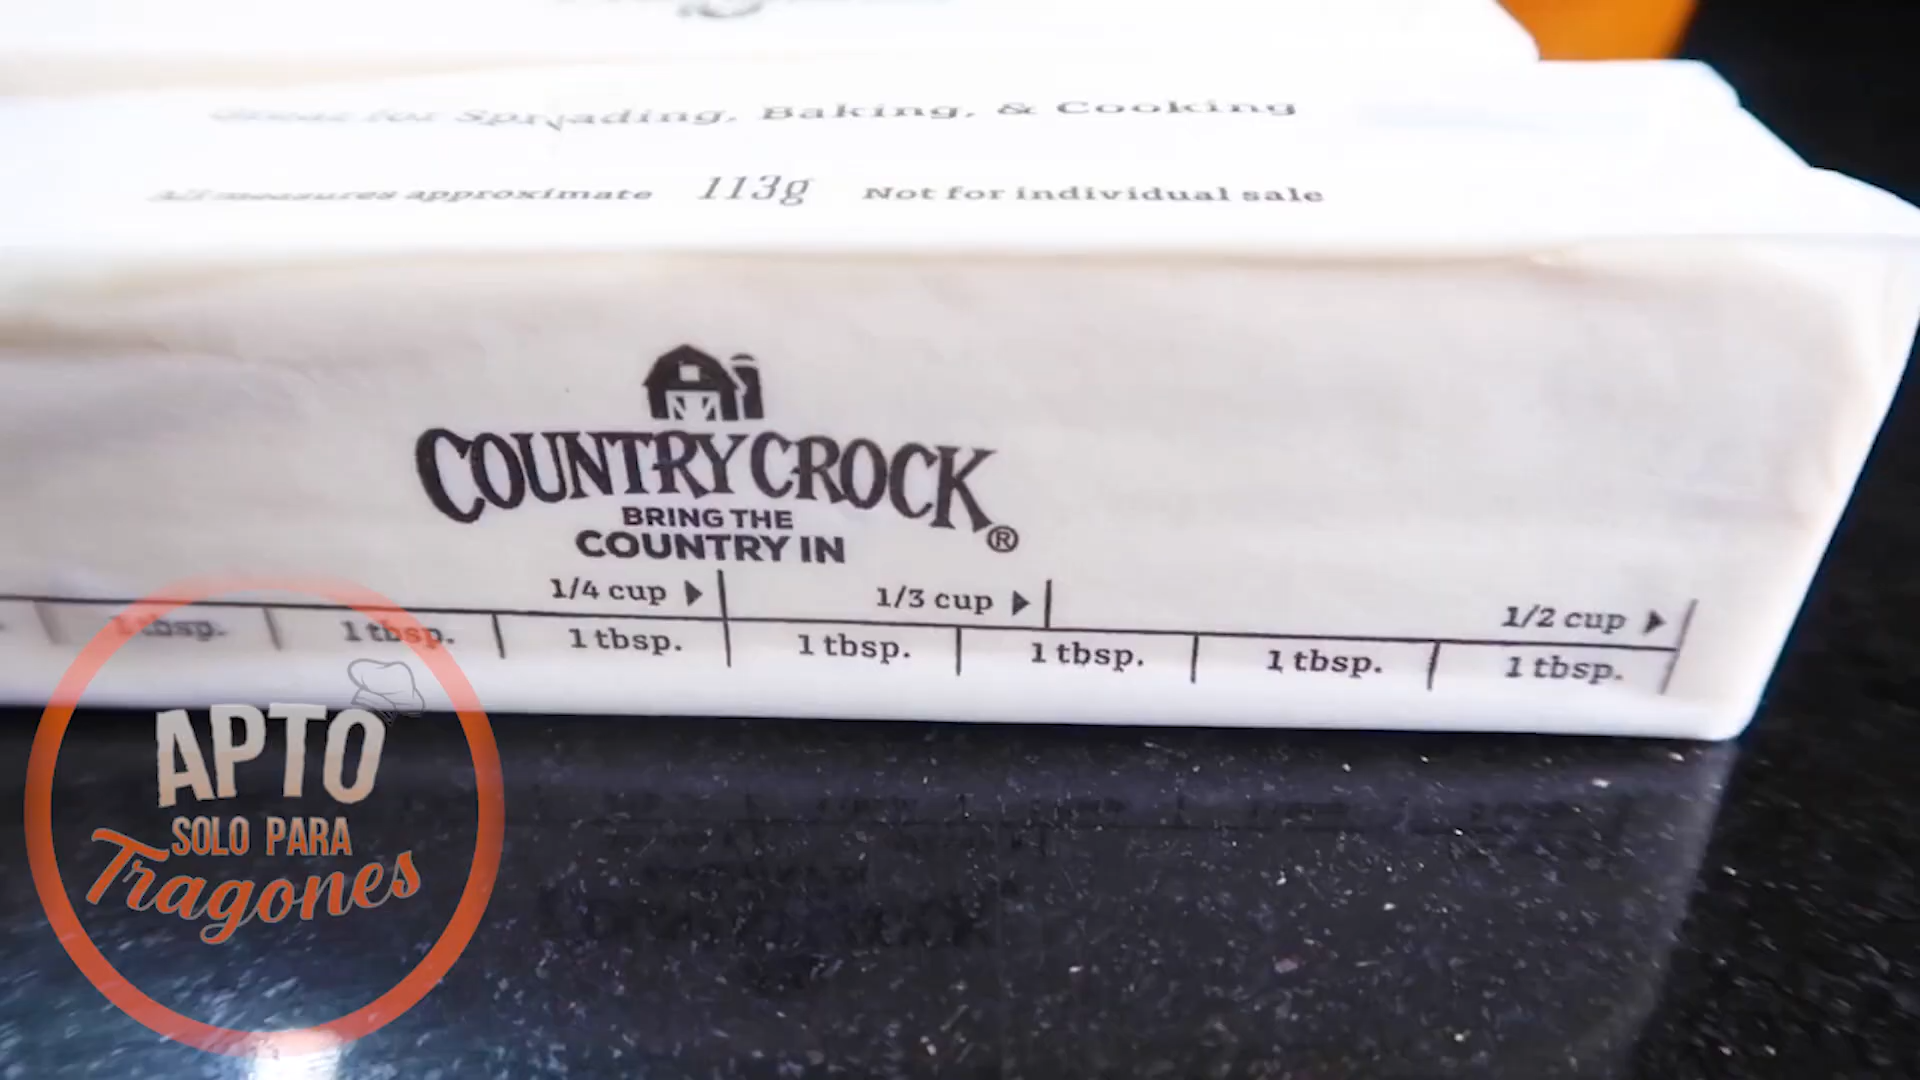 for Spreading, Baking, & Cooking
All measures approximate 113g Not for individual sale
COUNTRY CROCK®
BRING THE
COUNTRY IN
1/4 cup 1/3 cup 1/2 cup
1 tbsp. 1 tbsp. 1 tbsp. 1 tbsp. 1 tbsp. 1 tbsp. 1 tbsp.
APTO
SOLO PARA
Tragones